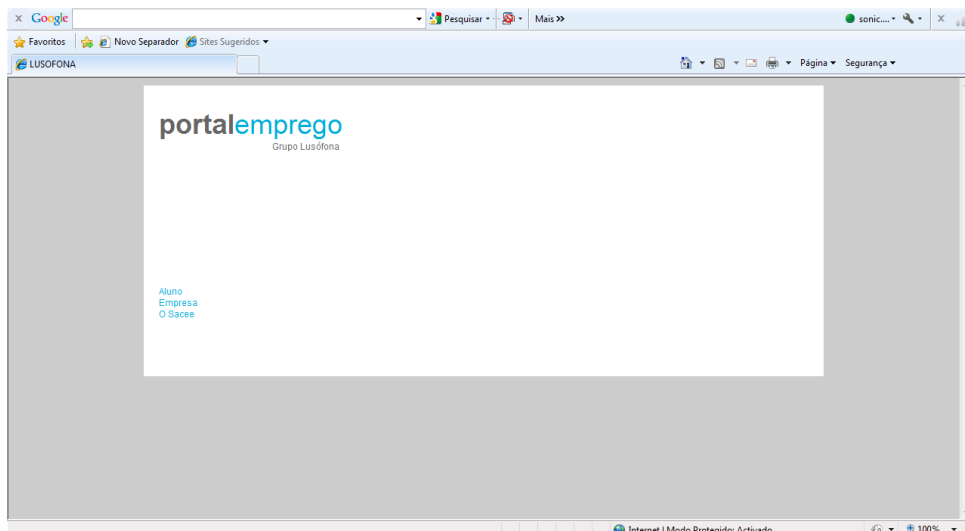 × Google Pesquisar Mais >> sonic.... ×
Favoritos Novo Separador Sites Sugeridos
LUSOFONA Página Segurança
portalemprego
Grupo Lusófona
Aluno
Empresa
O Sacee
Internet | Modo Protegido: Activado 100%